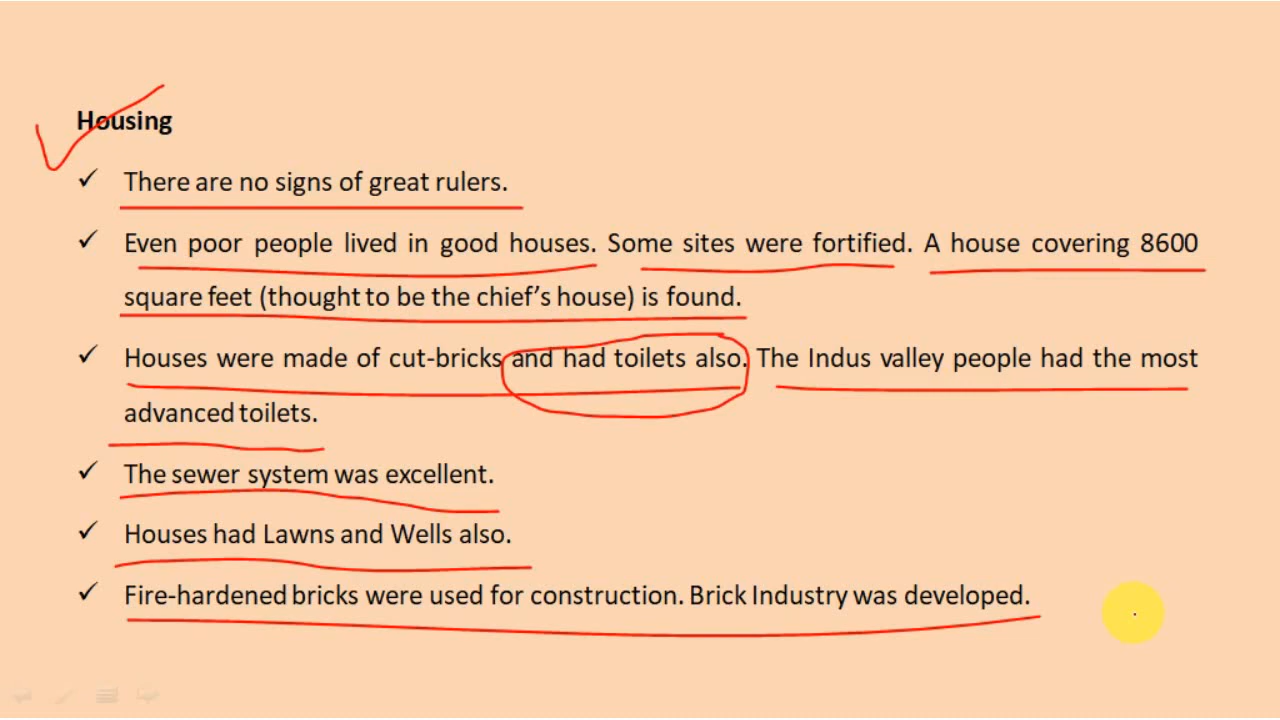 Housing
✓ There are no signs of great rulers.
✓ Even poor people lived in good houses. Some sites were fortified. A house covering 8600
square feet (thought to be the chief’s house) is found.
✓ Houses were made of cut-bricks and had toilets also. The Indus valley people had the most
advanced toilets.
✓ The sewer system was excellent.
✓ Houses had Lawns and Wells also.
✓ Fire-hardened bricks were used for construction. Brick Industry was developed.